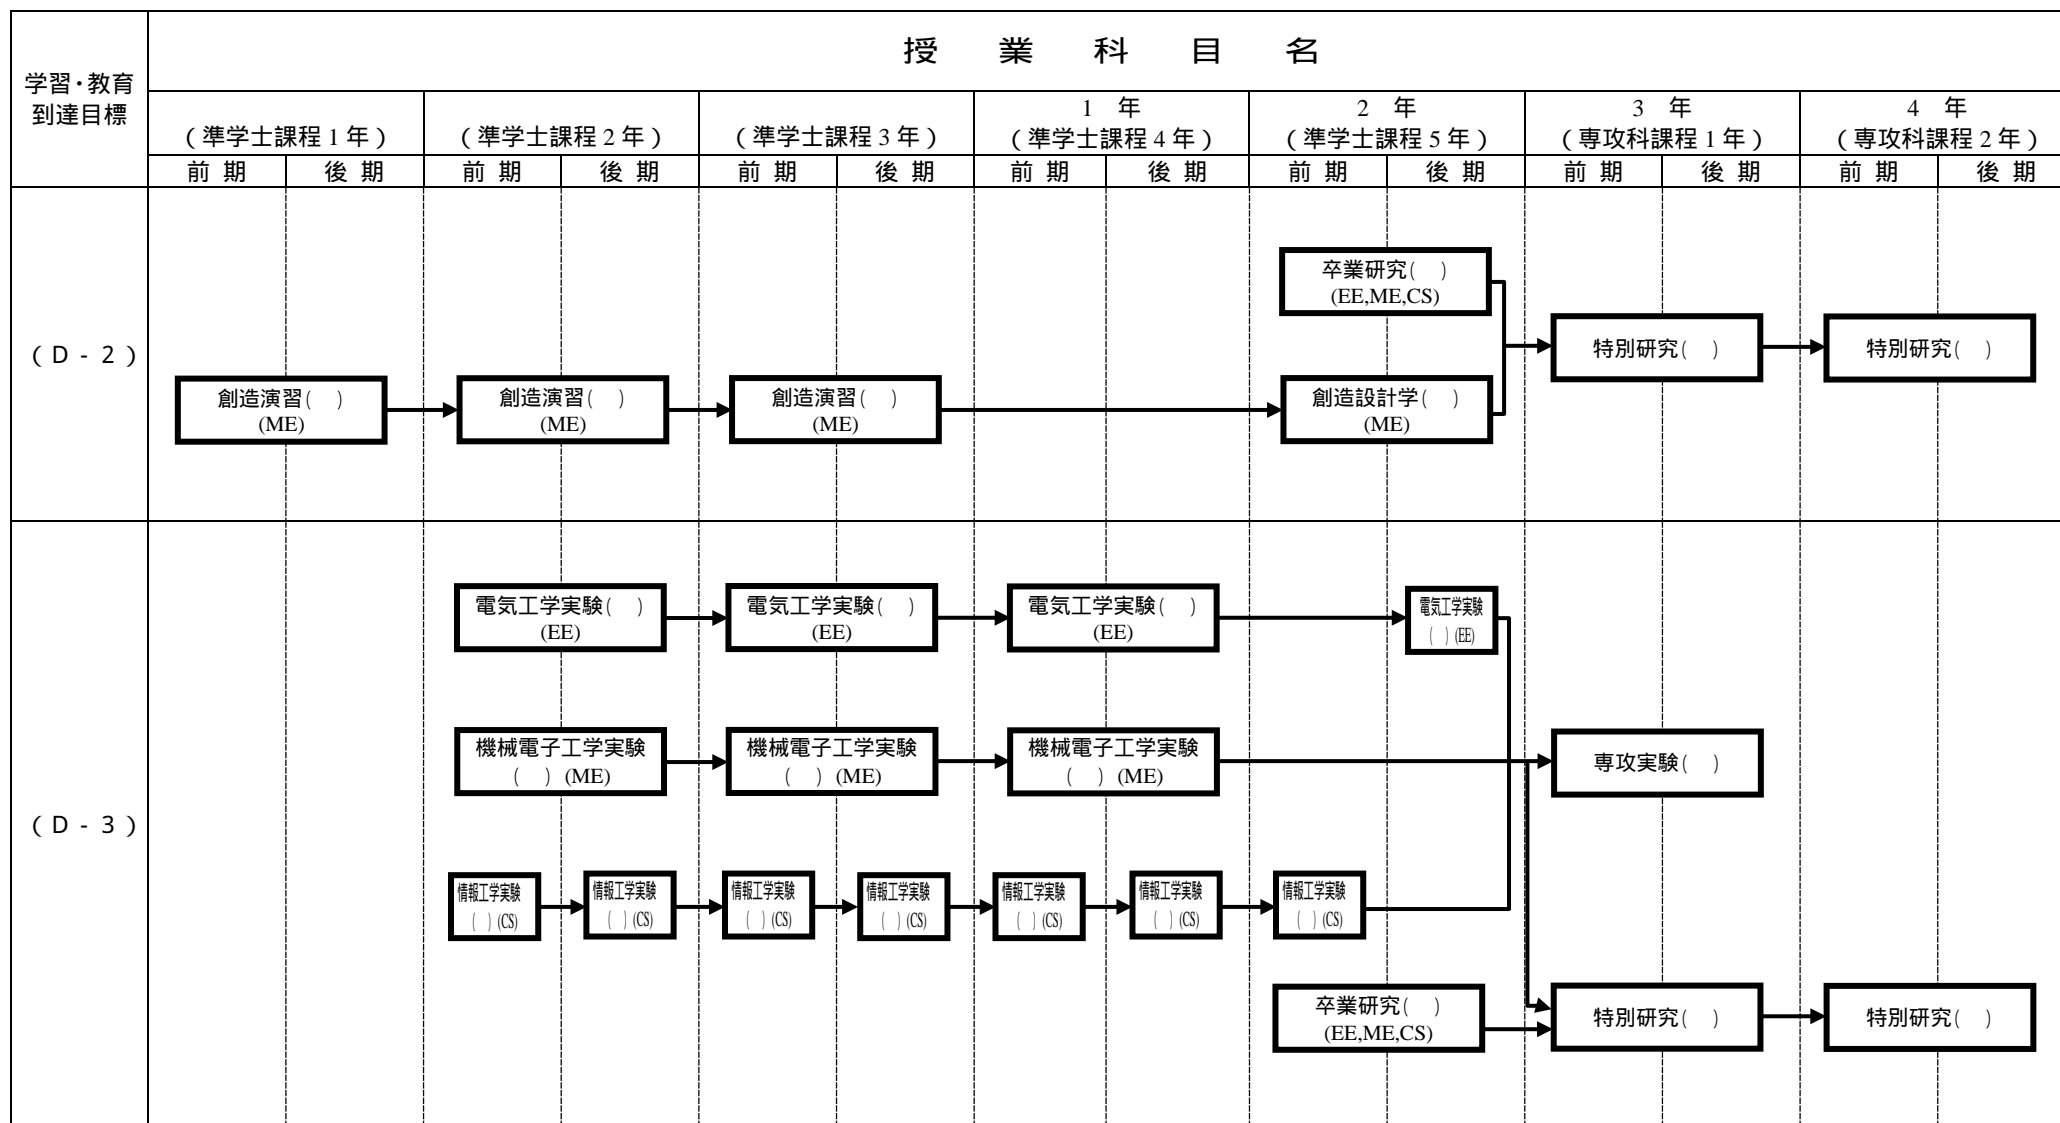 授 業 科 目 名
学習・教育
到達目標
(準学士課程1年)
(準学士課程2年)
(準学士課程3年)
1 年
(準学士課程4年)
2 年
(準学士課程5年)
3 年
(専攻科課程1年)
4 年
(専攻科課程2年)
前 期 後 期 前 期 後 期 前 期 後 期 前 期 後 期 前 期 後 期 前 期 後 期 前 期 後 期
(D-2)
卒業研究( )
(EE,ME,CS)
特別研究( )
特別研究( )
創造演習( )
(ME)
創造演習( )
(ME)
創造演習( )
(ME)
創造設計学( )
(ME)
(D-3)
電気工学実験( )
(EE)
電気工学実験( )
(EE)
電気工学実験( )
(EE)
電気工学実験
( ) (EE)
機械電子工学実験
( ) (ME)
機械電子工学実験
( ) (ME)
機械電子工学実験
( ) (ME)
専攻実験( )
情報工学実験
( ) (CS)
情報工学実験
( ) (CS)
情報工学実験
( ) (CS)
情報工学実験
( ) (CS)
情報工学実験
( ) (CS)
情報工学実験
( ) (CS)
情報工学実験
( ) (CS)
卒業研究( )
(EE,ME,CS)
特別研究( )
特別研究( )